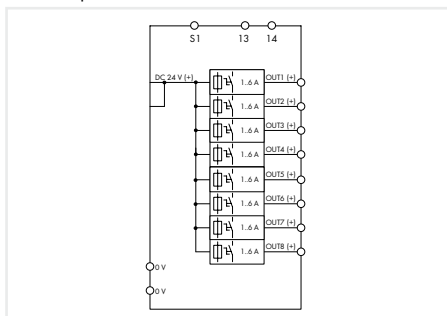 S1 13 14
DC 24 V (+) 1.6 A OUT1 (+)
1.6 A OUT2 (+)
1.6 A OUT3 (+)
1.6 A OUT4 (+)
1.6 A OUT5 (+)
1.6 A OUT6 (+)
1.6 A OUT7 (+)
1.6 A OUT8 (+)
0 V
0 V